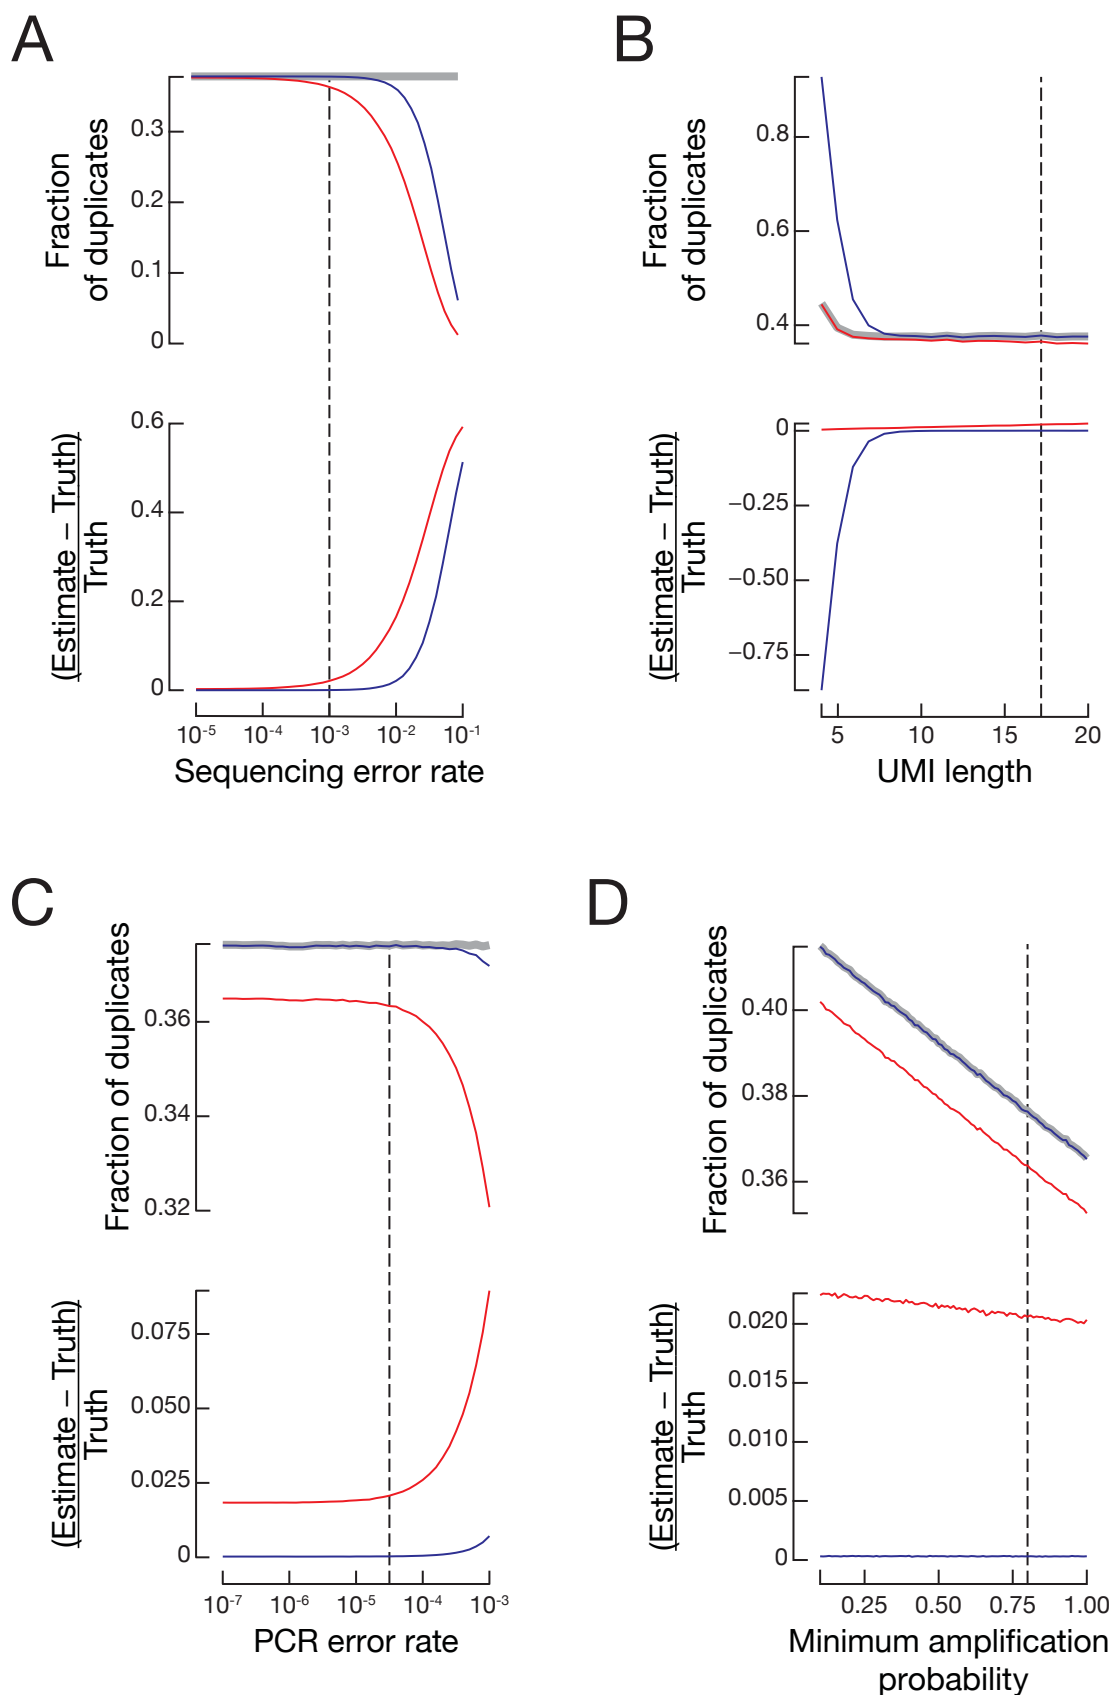 A
Fraction
of duplicates
0.3
0.2
0.1
0
(Estimate – Truth)
Truth
0.6
0.4
0.2
0
10-5 10-4 10-3 10-2 10-1
Sequencing error rate
B
Fraction
of duplicates
0.8
0.6
0.4
(Estimate – Truth)
Truth
0
–0.25
–0.50
–0.75
5 10 15 20
UMI length
C
Fraction of duplicates
0.36
0.34
0.32
(Estimate – Truth)
Truth
0.075
0.050
0.025
0
10-7 10-6 10-5 10-4 10-3
PCR error rate
D
Fraction of duplicates
0.40
0.38
0.36
(Estimate – Truth)
Truth
0.020
0.015
0.010
0.005
0
0.25 0.50 0.75 1.00
Minimum amplification
probability